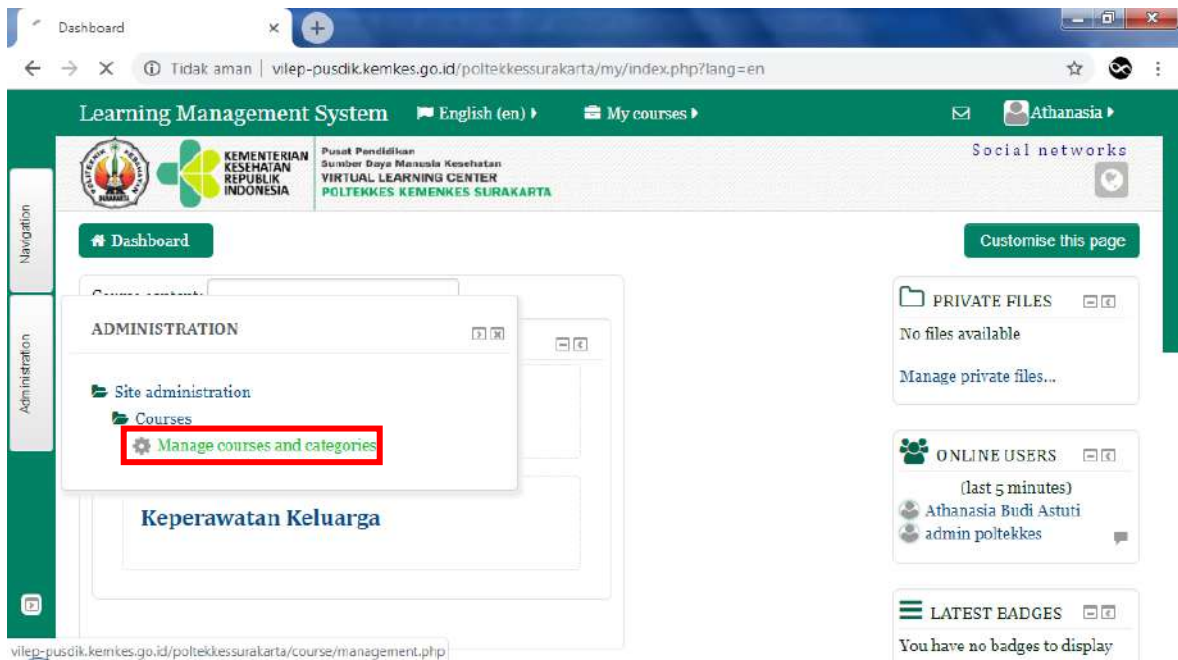 Dashboard
Tidak aman | vilep-pusdik.kemkes.go.id/poltekkessurakarta/my/index.php?lang=en
Learning Management System English (en) My courses Athanasia
KEMENTERIAN
KESEHATAN
REPUBLIK
INDONESIA
Pusat Pendidikan
Sumber Daya Manusia Kesehatan
VIRTUAL LEARNING CENTER
POLTEKKES KEMENKES SURAKARTA
Social networks
Navigation
Administration
Dashboard
Customise this page
ADMINISTRATION
Site administration
Courses
Manage courses and categories
Keperawatan Keluarga
PRIVATE FILES
No files available
Manage private files...
ONLINE USERS
(last 5 minutes)
Athanasia Budi Astuti
admin poltekkes
LATEST BADGES
You have no badges to display
vilep-pusdik.kemkes.go.id/poltekkessurakarta/course/management.php